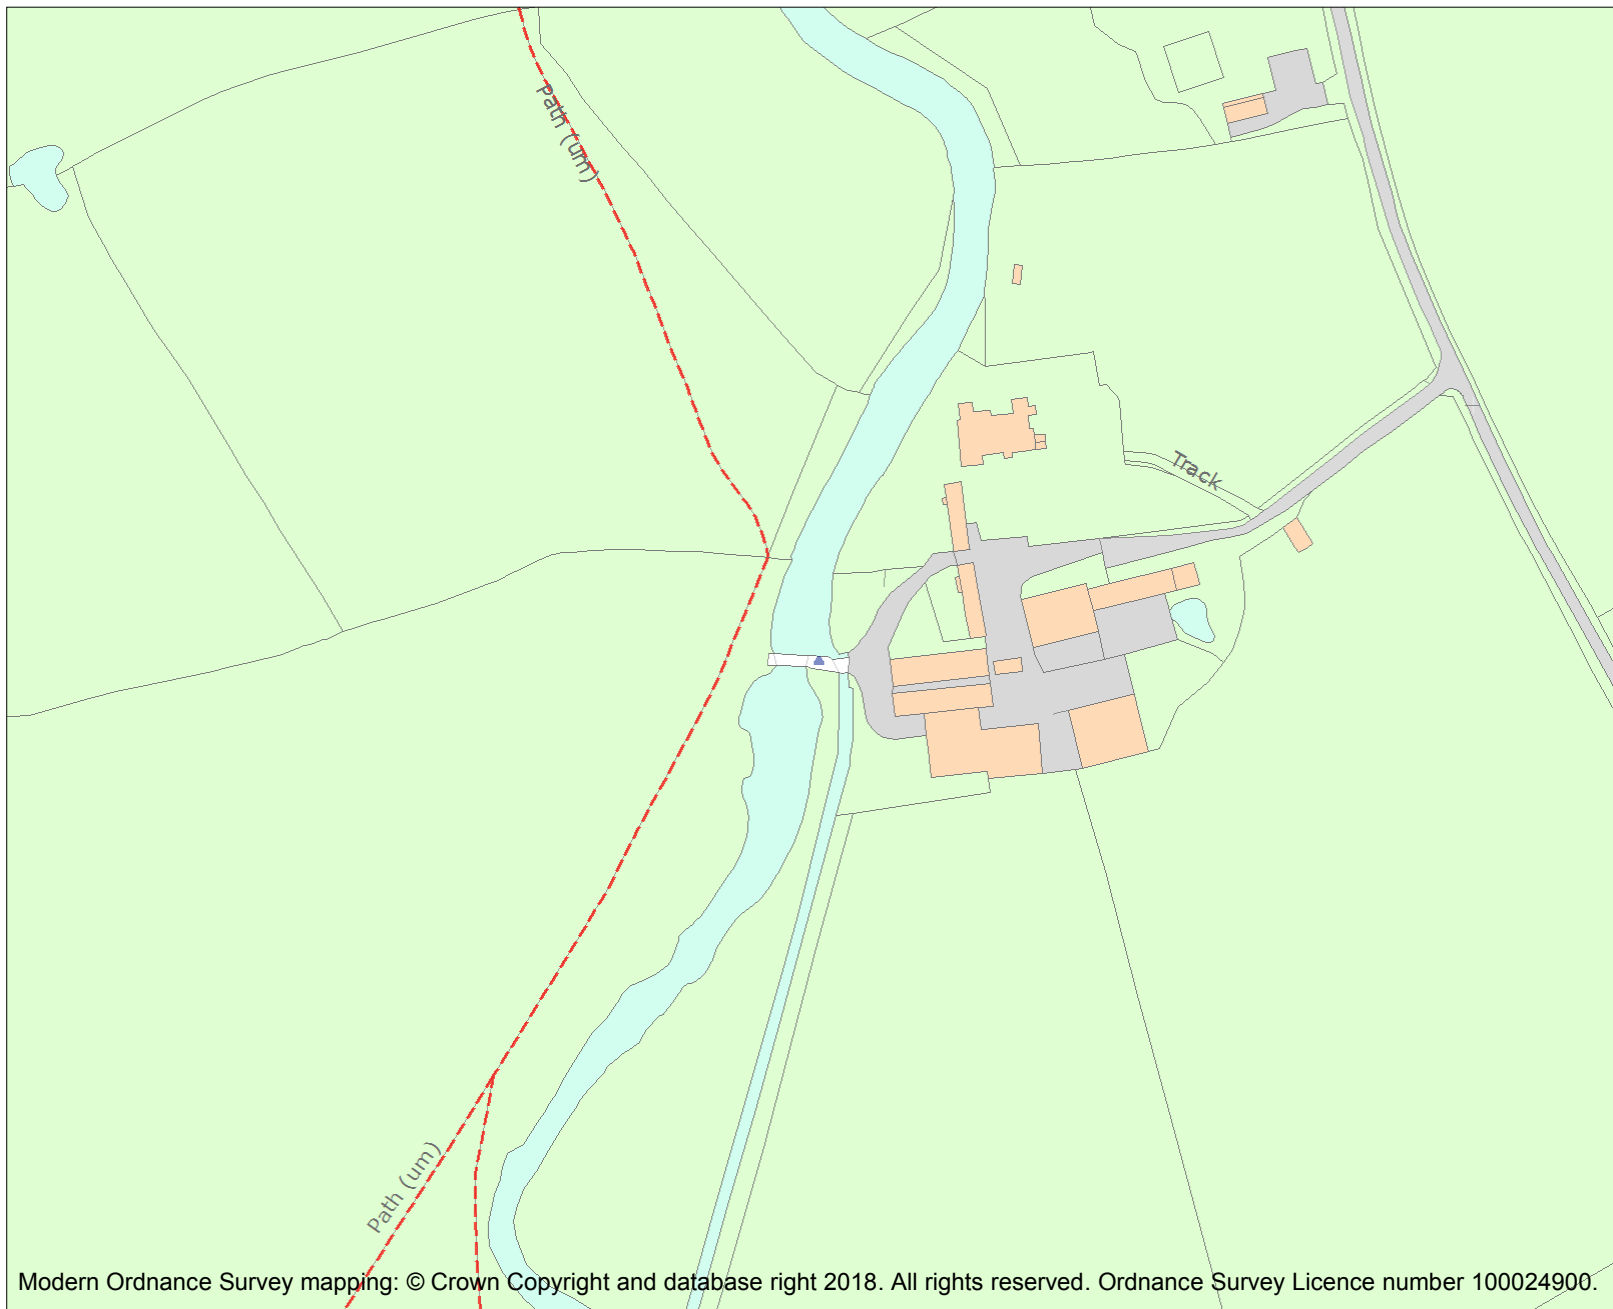 Path (um)
Track
Path (um)
Modern Ordnance Survey mapping: © Crown Copyright and database right 2018. All rights reserved. Ordnance Survey Licence number 100024900.